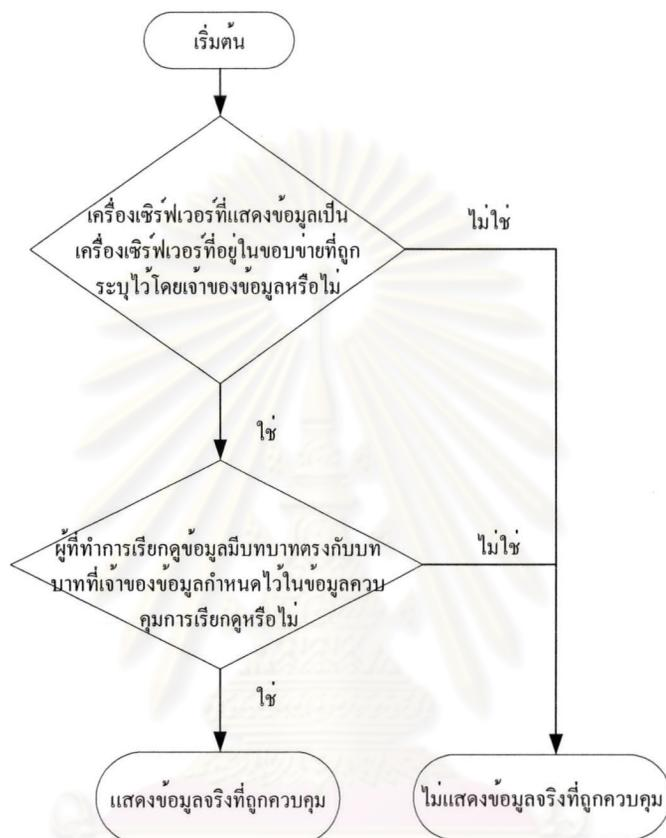 เริ่มต้น
เครื่องเซิร์ฟเวอร์ที่แสดงข้อมูลเป็น
เครื่องเซิร์ฟเวอร์ที่อยู่ในขอบข่ายที่ถูก
ระบุไว้โดยเจ้าของข้อมูลหรือไม่
ไม่ใช่
ใช่
ผู้ที่ทำการเรียกดูข้อมูลมีบทบาทตรงกับบท
บาทที่เจ้าของข้อมูลกำหนดไว้ในข้อมูลควบ
คุมการเรียกดูหรือไม่
ไม่ใช่
ใช่
แสดงข้อมูลจริงที่ถูกควบคุม
ไม่แสดงข้อมูลจริงที่ถูกควบคุม